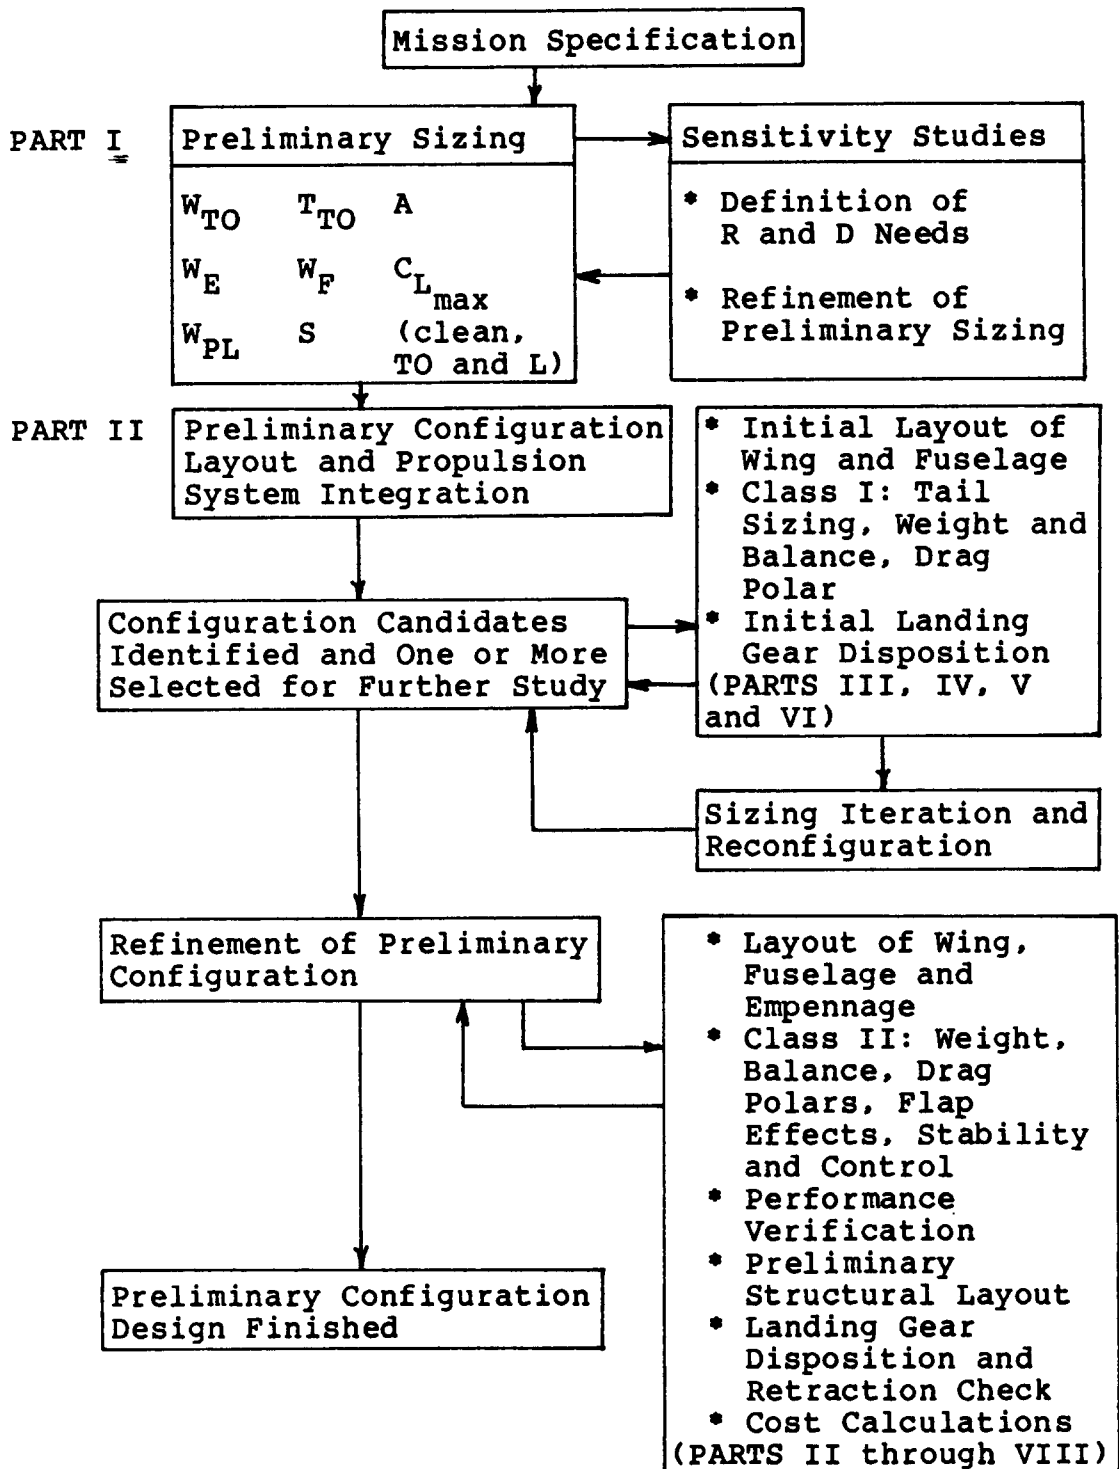 Mission Specification
PART I
Preliminary Sizing
W_TO T_TO A
W_E W_F C_L_max
W_PL S (clean,
TO and L)
Sensitivity Studies
* Definition of
R and D Needs
* Refinement of
Preliminary Sizing
PART II
Preliminary Configuration
Layout and Propulsion
System Integration
Configuration Candidates
Identified and One or More
Selected for Further Study
* Initial Layout of
Wing and Fuselage
* Class I: Tail
Sizing, Weight and
Balance, Drag
Polar
* Initial Landing
Gear Disposition
(PARTS III, IV, V
and VI)
Sizing Iteration and
Reconfiguration
Refinement of Preliminary
Configuration
* Layout of Wing,
Fuselage and
Empennage
* Class II: Weight,
Balance, Drag
Polars, Flap
Effects, Stability
and Control
* Performance
Verification
* Preliminary
Structural Layout
* Landing Gear
Disposition and
Retraction Check
* Cost Calculations
(PARTS II through VIII)
Preliminary Configuration
Design Finished